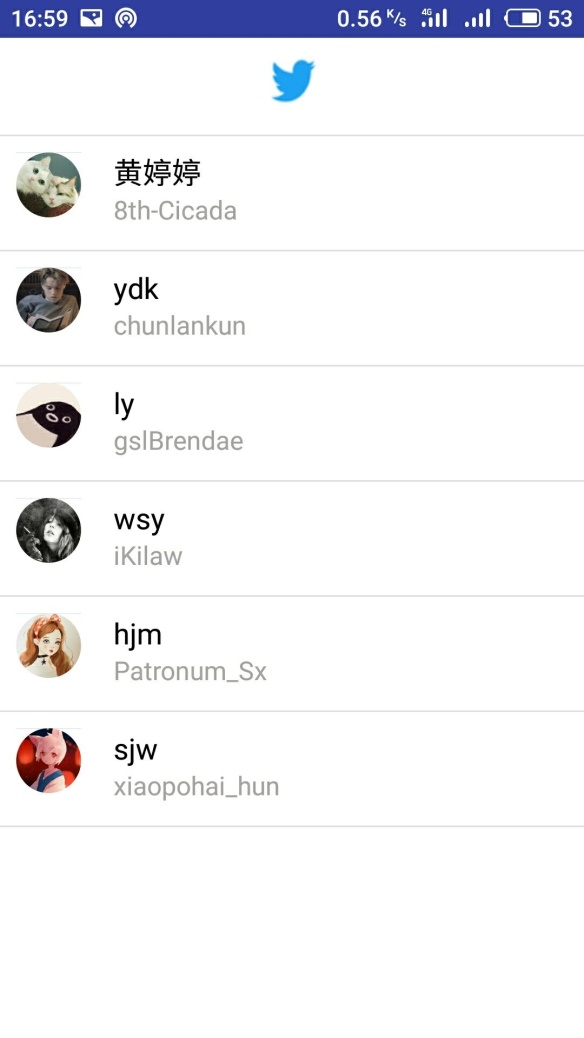 16:59 0.56 K/s 4G 53
黄婷婷
8th-Cicada
ydk
chunlankun
ly
gslBrendae
wsy
iKilaw
hjm
Patronum_Sx
sjw
xiaopohai_hun